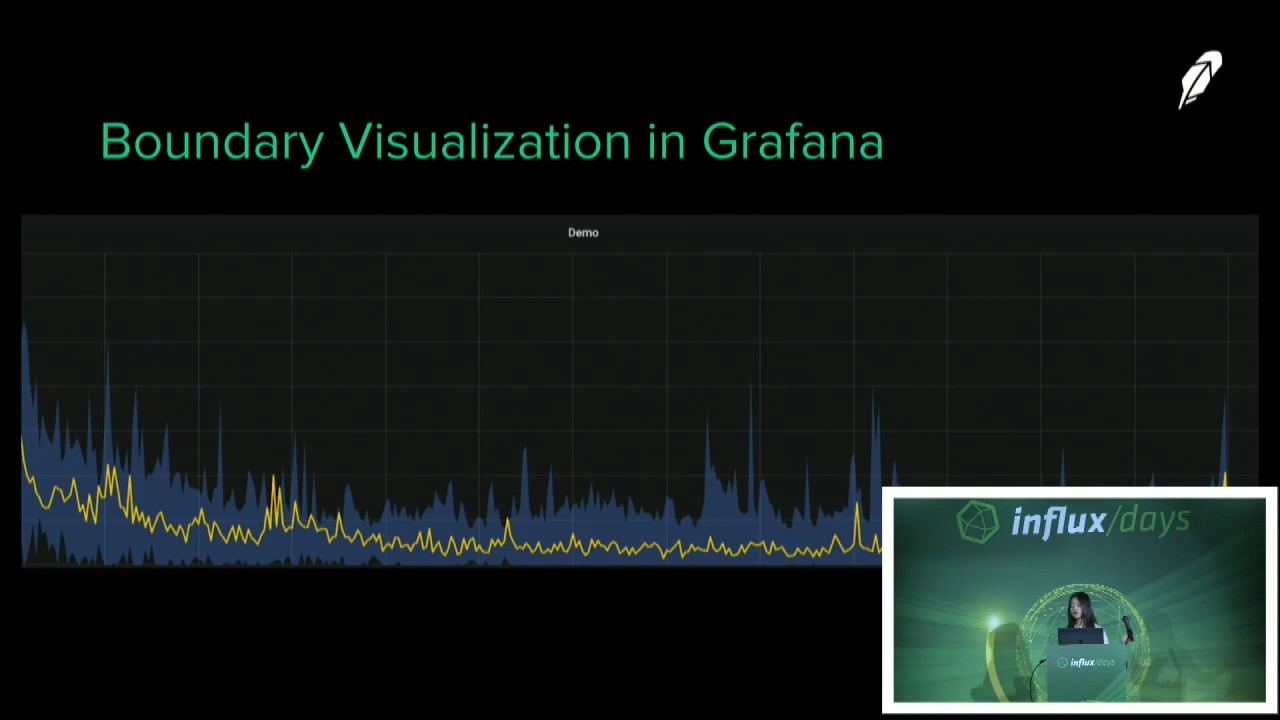 Boundary Visualization in Grafana
Demo
influx/days
influx/days